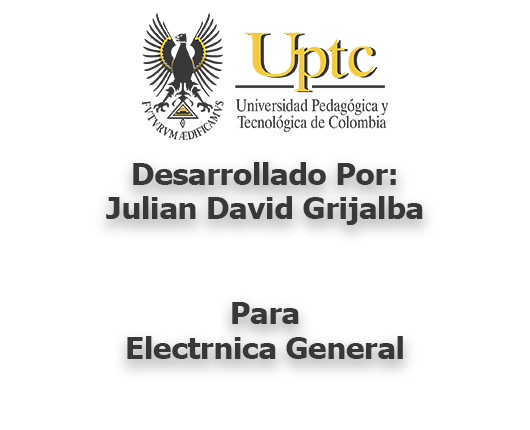 Uptc
Universidad Pedagógica y
Tecnológica de Colombia
FVTVRVM ÆDIFICAMVS
Desarrollado Por:
Julian David Grijalba
Para
Electrnica General